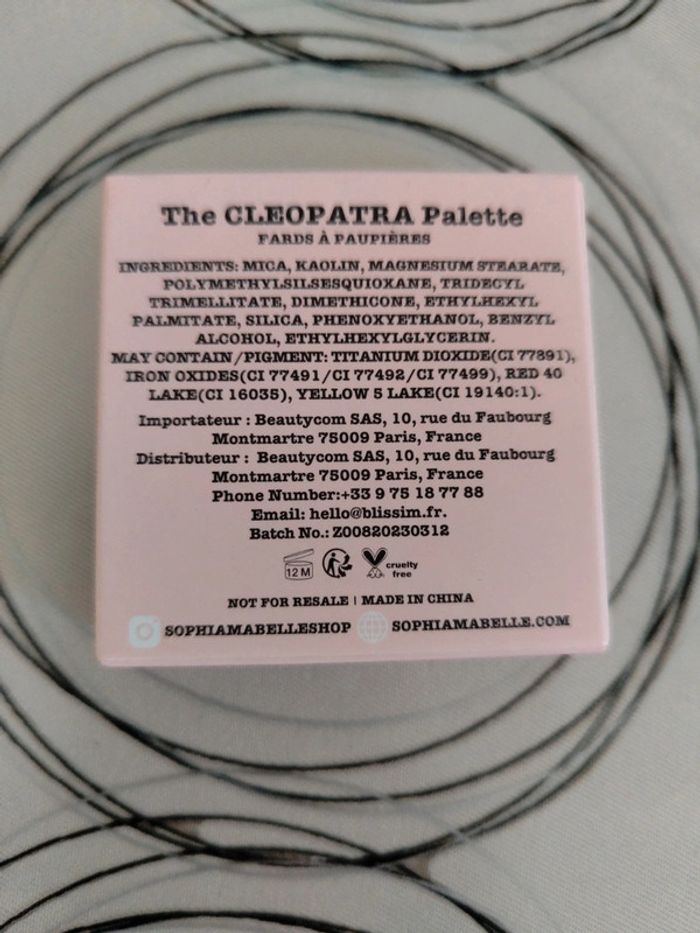 The CLEOPATRA Palette
FARDS À PAUPIÈRES
INGREDIENTS: MICA, KAOLIN, MAGNESIUM STEARATE,
POLYMETHYLSILSESQUIOXANE, TRIDECYL
TRIMELLITATE, DIMETHICONE, ETHYLHEXYL
PALMITATE, SILICA, PHENOXYETHANOL, BENZYL
ALCOHOL, ETHYLHEXYLGLYCERIN.
MAY CONTAIN/PIGMENT: TITANIUM DIOXIDE(CI 77891),
IRON OXIDES(CI 77491/CI 77492/CI 77499), RED 40
LAKE(CI 16035), YELLOW 5 LAKE(CI 19140:1).
Importateur : Beautycom SAS, 10, rue du Faubourg
Montmartre 75009 Paris, France
Distributeur : Beautycom SAS, 10, rue du Faubourg
Montmartre 75009 Paris, France
Phone Number:+33 9 75 18 77 88
Email: hello@blissim.fr.
Batch No.: Z00820230312
12 M
cruelty
free
NOT FOR RESALE | MADE IN CHINA
SOPHIAMABELLESHOP SOPHIAMABELLE.COM